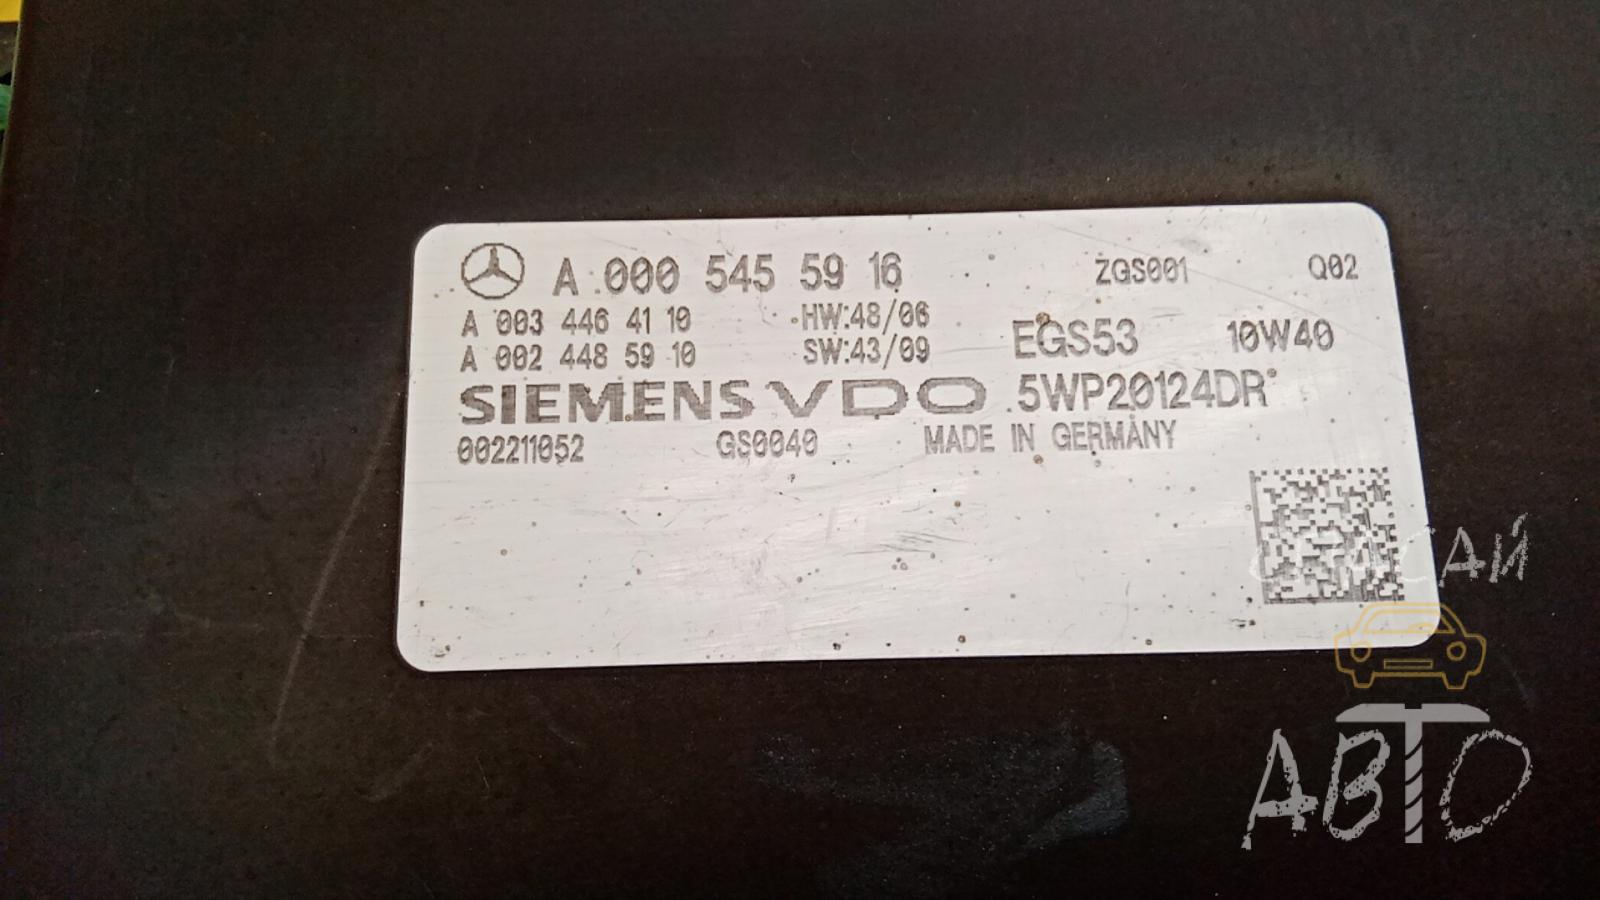 A 000 545 59 16 ZGS001 Q02
A 003 446 41 10 HW:48/06
A 002 448 59 10 SW:43/09 EGS53 10W40
SIEMENS VDO 5WP20124DR
002211052 GS0040 MADE IN GERMANY
СПАСАЙ
АВТО